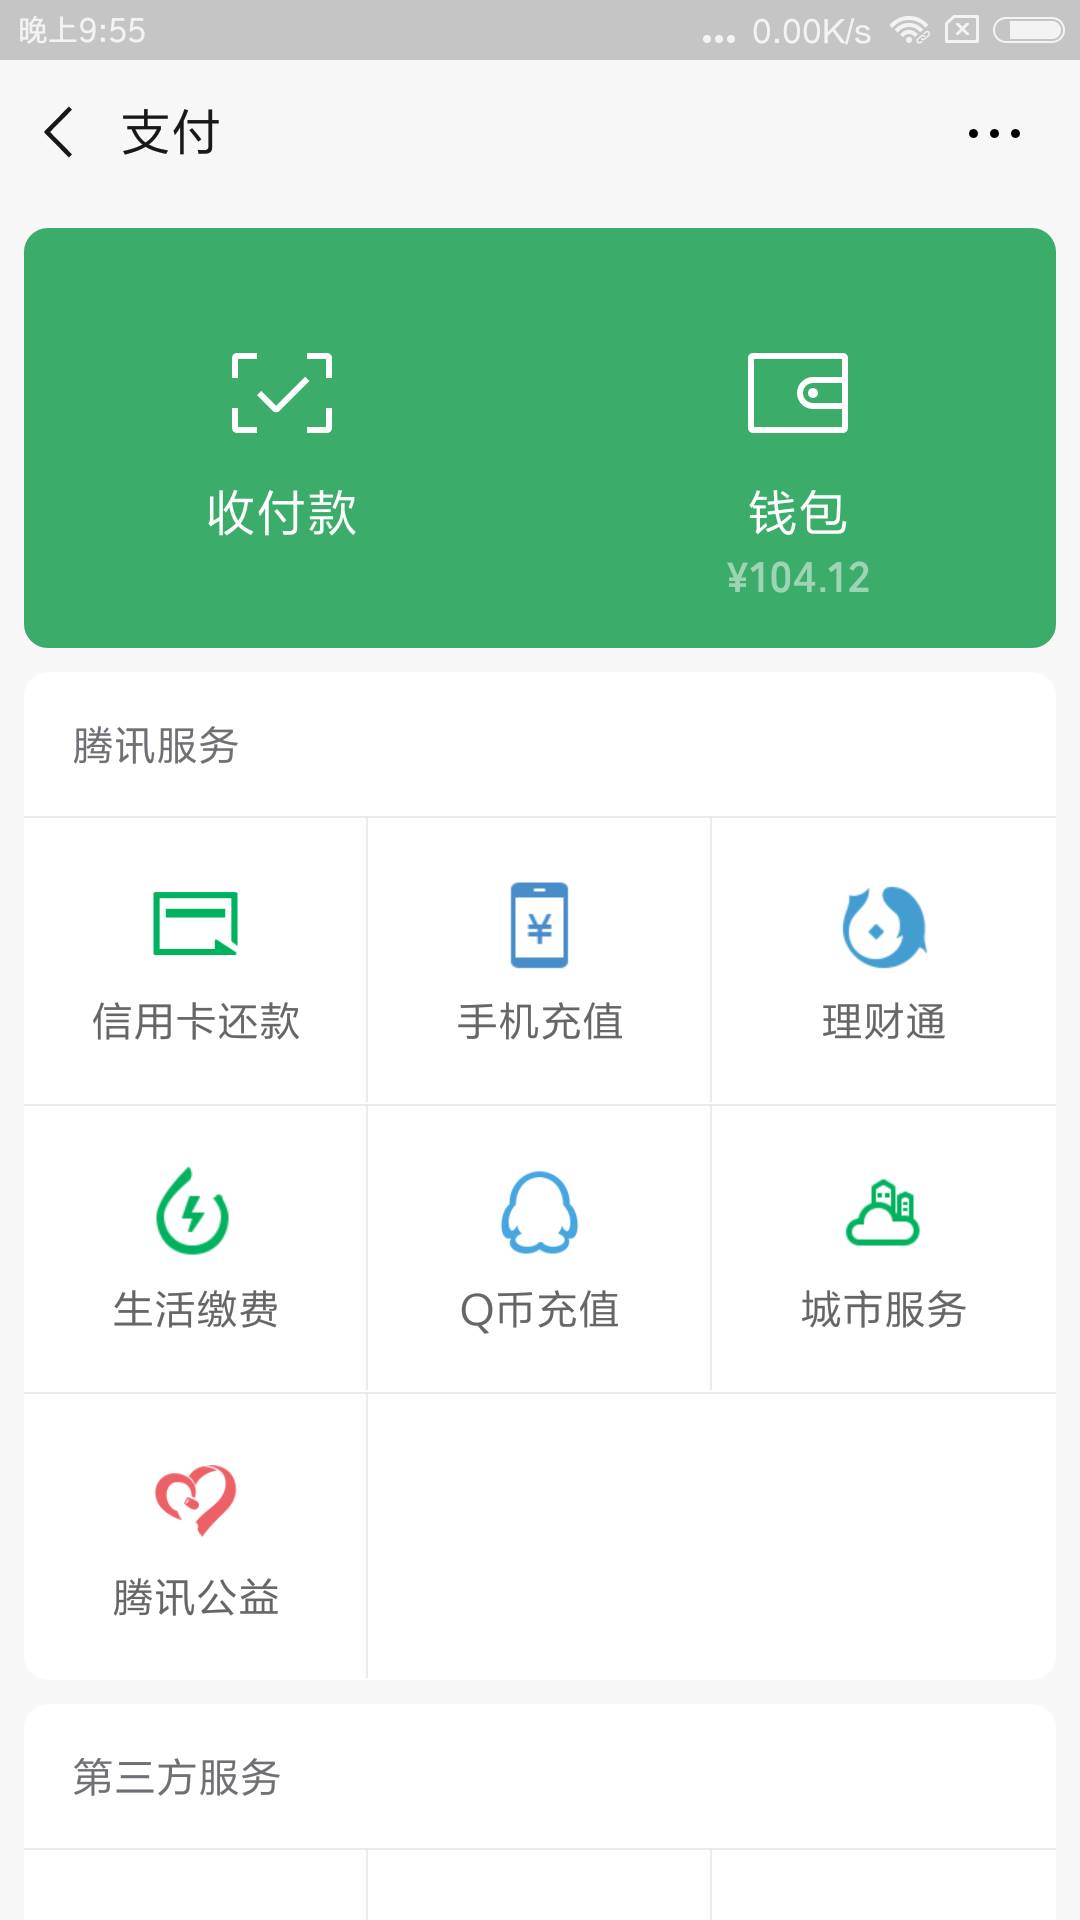 晚上9:55
... 0.00K/s
支付
收付款
钱包
¥104.12
腾讯服务
信用卡还款
手机充值
理财通
生活缴费
Q币充值
城市服务
腾讯公益
第三方服务